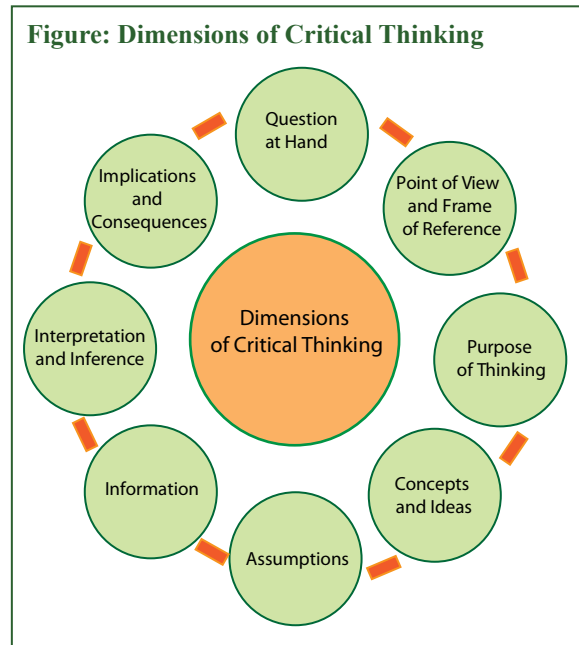 Figure: Dimensions of Critical Thinking
Question
at Hand
Point of View
and Frame
of Reference
Purpose
of Thinking
Concepts
and Ideas
Assumptions
Information
Interpretation
and Inference
Implications
and
Consequences
Dimensions
of Critical Thinking